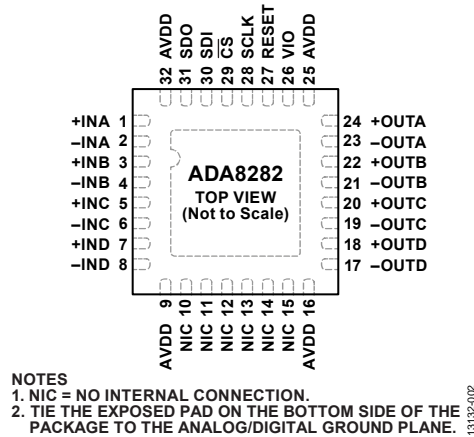 32 AVDD
31 SDO
30 SDI
29 CS
28 SCLK
27 RESET
26 VIO
25 AVDD
+INA 1
–INA 2
+INB 3
–INB 4
+INC 5
–INC 6
+IND 7
–IND 8
ADA8282
TOP VIEW
(Not to Scale)
24 +OUTA
23 –OUTA
22 +OUTB
21 –OUTB
20 +OUTC
19 –OUTC
18 +OUTD
17 –OUTD
AVDD 9
NIC 10
NIC 11
NIC 12
NIC 13
NIC 14
NIC 15
AVDD 16
NOTES
1. NIC = NO INTERNAL CONNECTION.
2. TIE THE EXPOSED PAD ON THE BOTTOM SIDE OF THE
PACKAGE TO THE ANALOG/DIGITAL GROUND PLANE.
13132-002